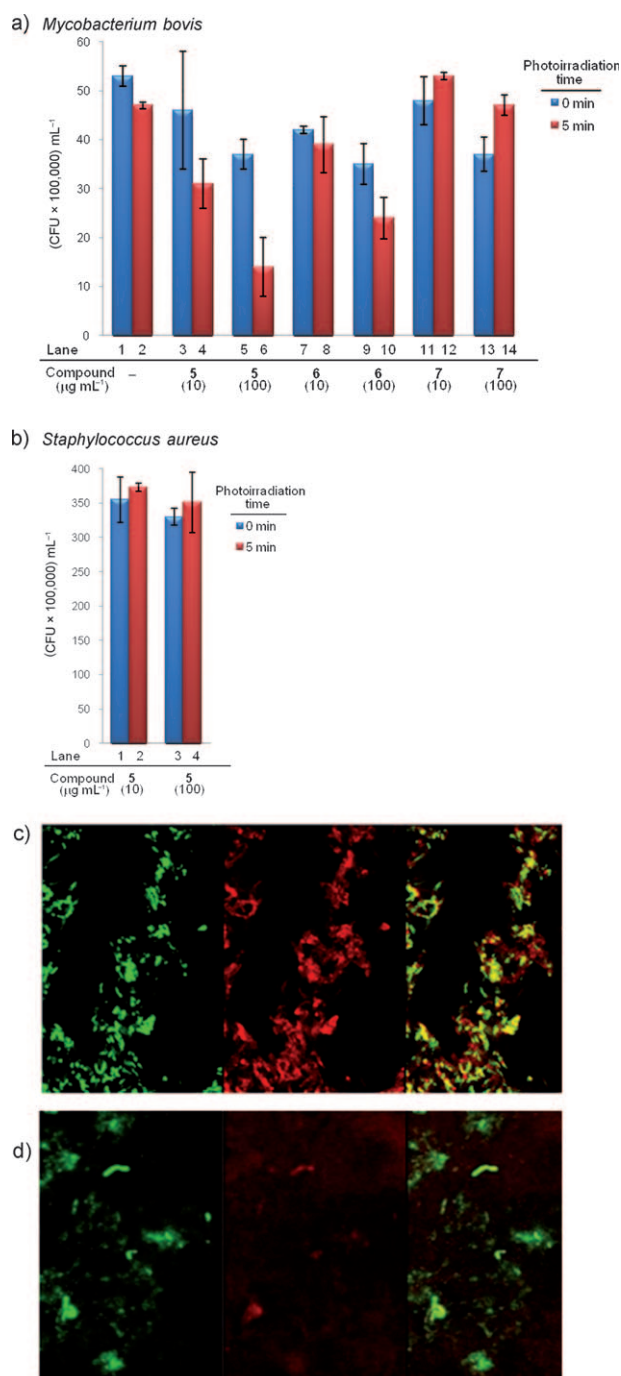 a) Mycobacterium bovis
Photoirradiation
time
0 min
5 min
(CFU × 100,000) mL⁻¹
60
50
40
30
20
10
0
Lane 1 2 3 4 5 6 7 8 9 10 11 12 13 14
Compound – 5 5 6 6 7 7
(µg mL⁻¹) (10) (100) (10) (100) (10) (100)
b) Staphylococcus aureus
Photoirradiation
time
0 min
5 min
(CFU × 100,000) mL⁻¹
400
350
300
250
200
150
100
50
0
Lane 1 2 3 4
Compound 5 5
(µg mL⁻¹) (10) (100)
c)
d)